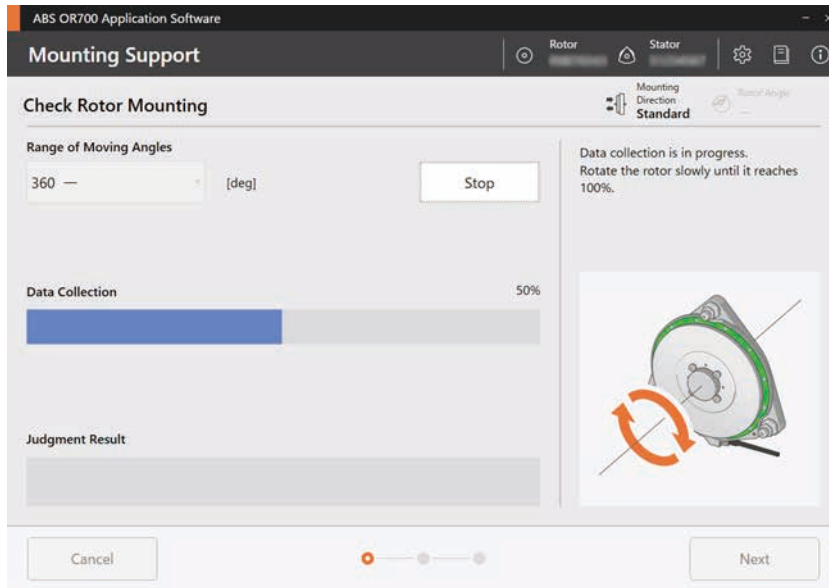 ABS OR700 Application Software
Mounting Support
Rotor
Stator
Check Rotor Mounting
Mounting
Direction
Standard
Rotor Angle
—
Range of Moving Angles
360 —
[deg]
Stop
Data collection is in progress.
Rotate the rotor slowly until it reaches
100%.
Data Collection
50%
Judgment Result
Cancel
Next